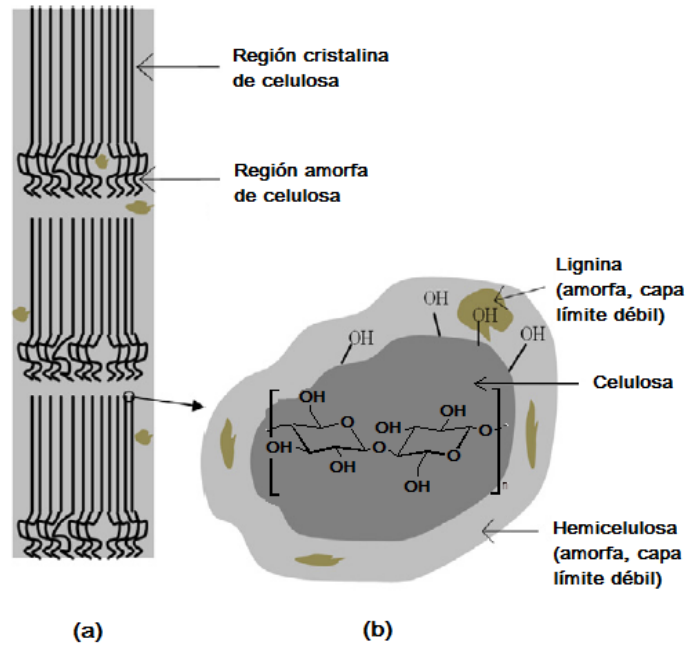 Región cristalina
de celulosa
Región amorfa
de celulosa
Lignina
(amorfa, capa
límite débil)
OH
OH
OH
OH
Celulosa
OH
OH
O
O
OH
O
OH
OH
O
O
OH
OH
n
Hemicelulosa
(amorfa, capa
límite débil)
(a)
(b)